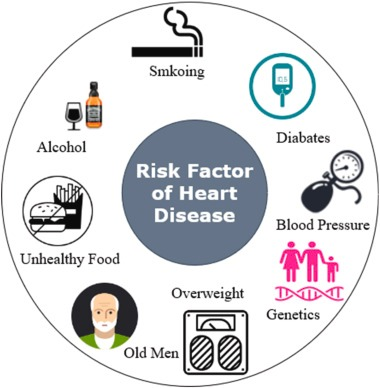 Smkoing
Diabates
Alcohol
Risk Factor
of Heart
Disease
Blood Pressure
Unhealthy Food
Overweight
Genetics
Old Men